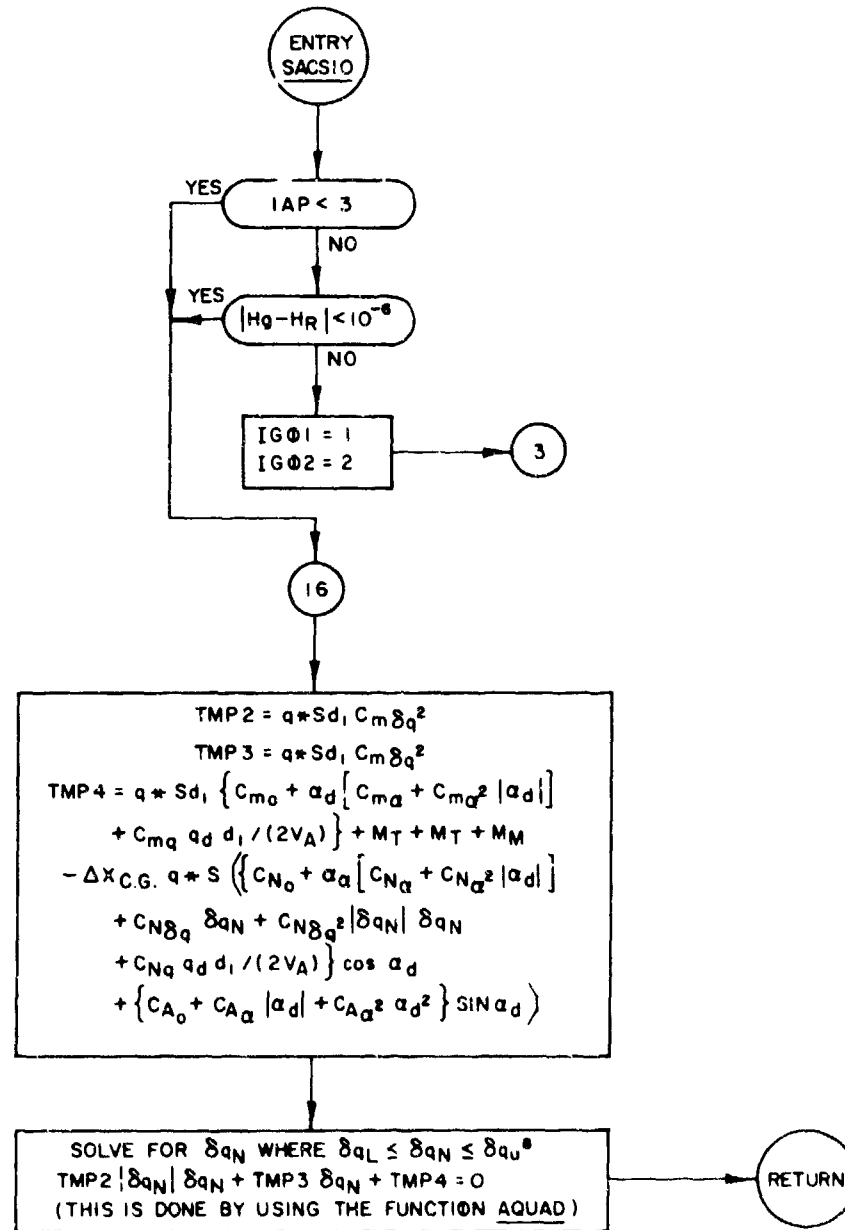 ENTRY
SACS10
YES
IAP < 3
NO
YES
|Hg-HR| < 10⁻⁶
NO
IGΦ1 = 1
IGΦ2 = 2
3
16
TMP2 = q* Sd₁ Cmδq²
TMP3 = q* Sd₁ Cmδq²
TMP4 = q* Sd₁ {Cm₀ + αd [Cmα + Cmα² |αd|]
+ Cmq qd d₁ /(2VA)} + MT + MT + MM
- ΔXC.G. q* S ({CN₀ + αα [CNα + CNα² |αd|]
+ CNδq δqN + CNδq² |δqN| δqN
+ CNq qd d₁ /(2VA)} cos αd
+ {CA₀ + CAα |αd| + CAα² αd²} SIN αd)
SOLVE FOR δqN WHERE δqL ≤ δqN ≤ δqu*
TMP2 |δqN| δqN + TMP3 δqN + TMP4 = 0
(THIS IS DONE BY USING THE FUNCTIΦN AQUAD)
RETURN